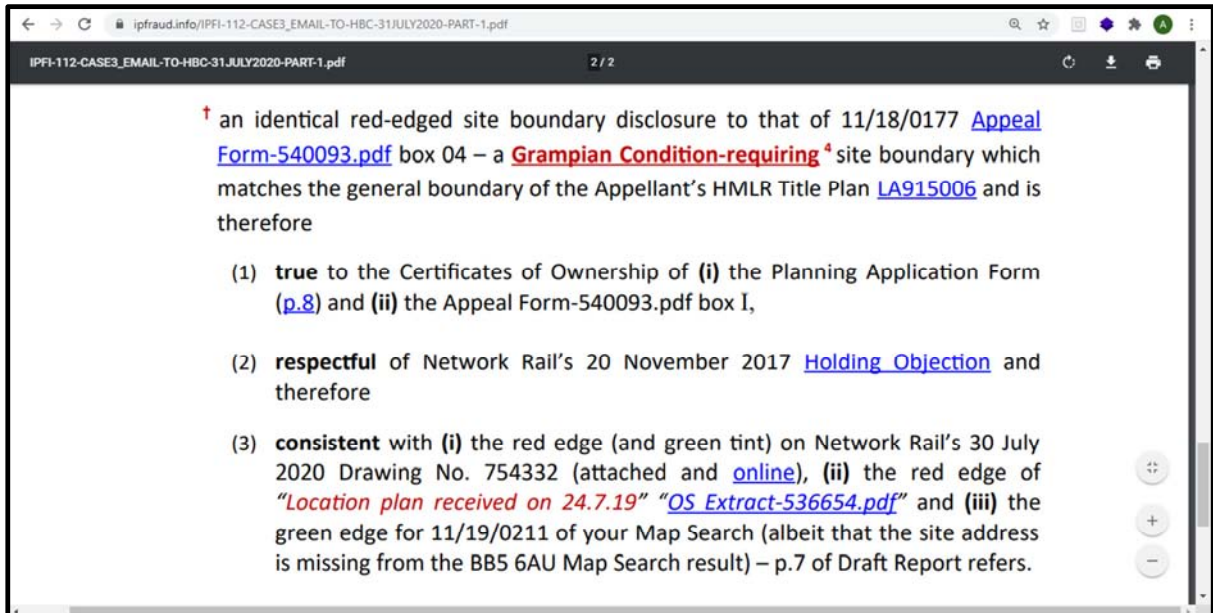 ipfraud.info/IPFI-112-CASE3_EMAIL-TO-HBC-31JULY2020-PART-1.pdf
A
IPFI-112-CASE3_EMAIL-TO-HBC-31JULY2020-PART-1.pdf 2 / 2
† an identical red-edged site boundary disclosure to that of 11/18/0177 Appeal
Form-540093.pdf box 04 – a Grampian Condition-requiring 4 site boundary which
matches the general boundary of the Appellant's HMLR Title Plan LA915006 and is
therefore
(1) true to the Certificates of Ownership of (i) the Planning Application Form
(p.8) and (ii) the Appeal Form-540093.pdf box I,
(2) respectful of Network Rail's 20 November 2017 Holding Objection and
therefore
(3) consistent with (i) the red edge (and green tint) on Network Rail's 30 July
2020 Drawing No. 754332 (attached and online), (ii) the red edge of
“Location plan received on 24.7.19” “OS Extract-536654.pdf” and (iii) the
green edge for 11/19/0211 of your Map Search (albeit that the site address
is missing from the BB5 6AU Map Search result) – p.7 of Draft Report refers.